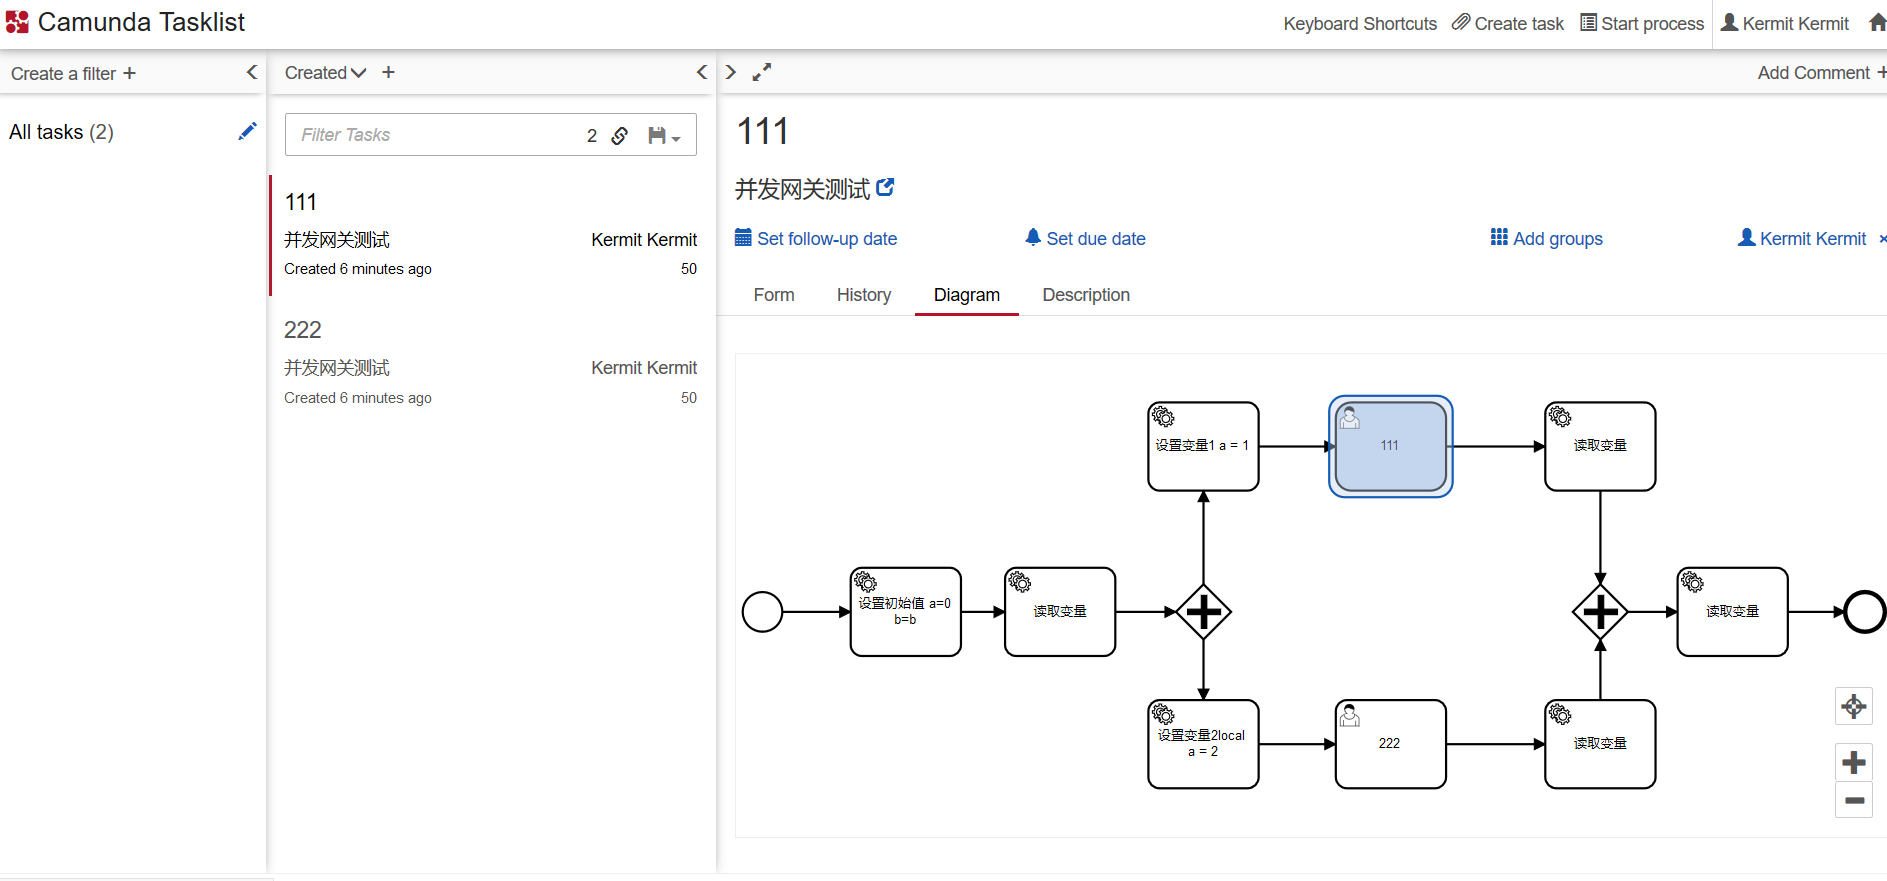 Camunda Tasklist
Keyboard Shortcuts Create task Start process Kermit Kermit
Create a filter +
Created +
Add Comment +
All tasks (2)
Filter Tasks 2
111
并发网关测试 Kermit Kermit
Created 6 minutes ago 50
222
并发网关测试 Kermit Kermit
Created 6 minutes ago 50
111
并发网关测试
Set follow-up date Set due date Add groups Kermit Kermit ×
Form History Diagram Description
设置变量1 a = 1
111
读取变量
设置初始值 a=0
b=b
读取变量
读取变量
设置变量2local
a = 2
222
读取变量